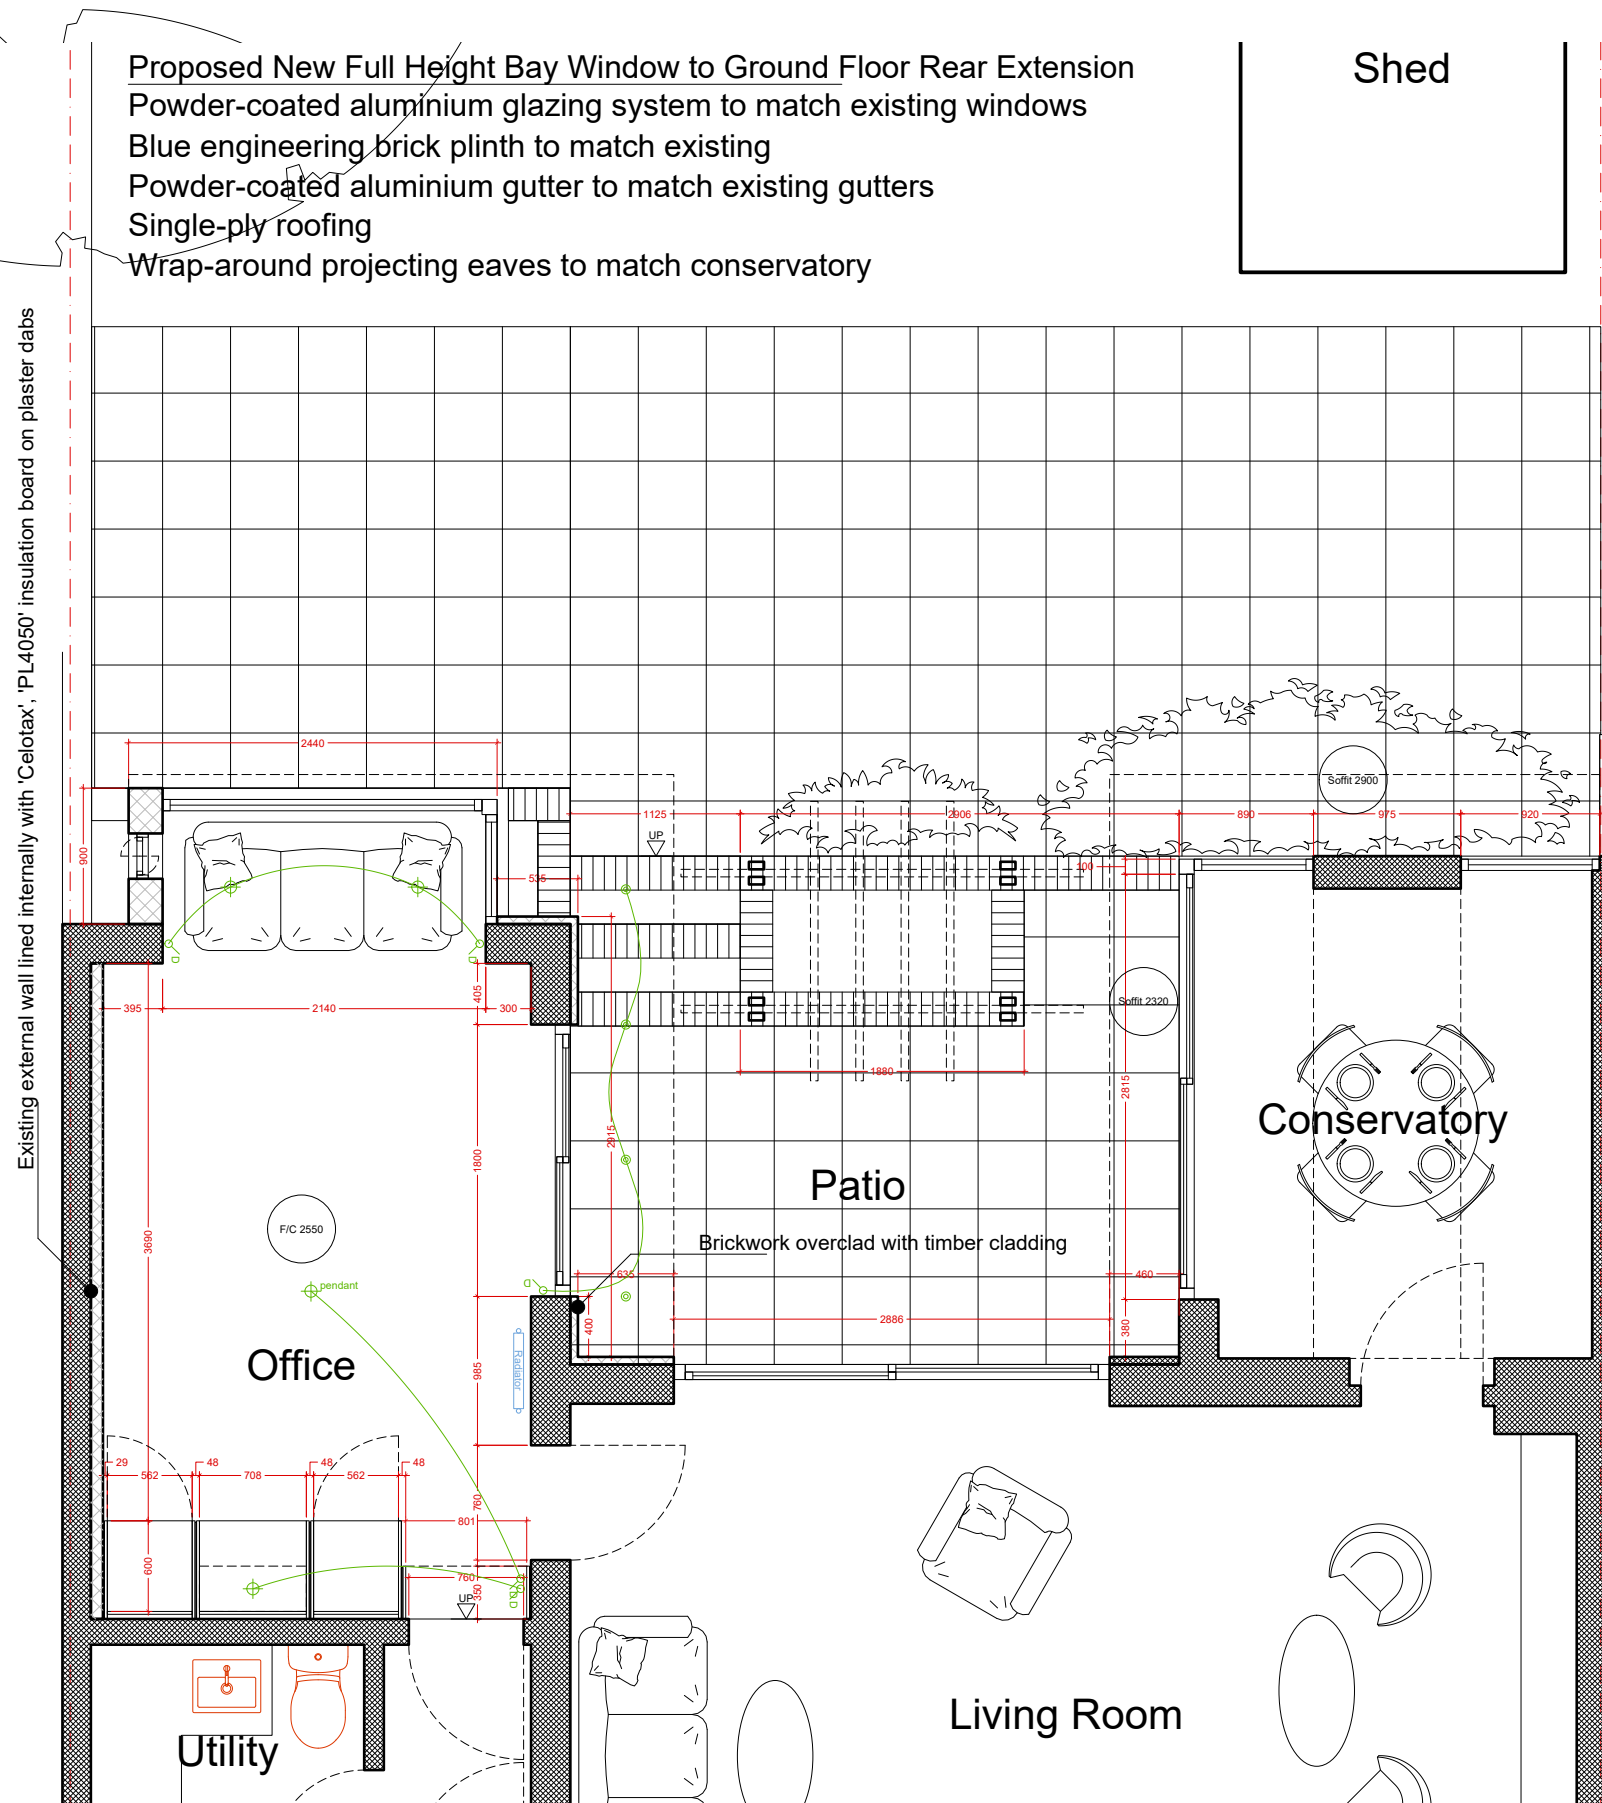 Proposed New Full Height Bay Window to Ground Floor Rear Extension
Powder-coated aluminium glazing system to match existing windows
Blue engineering brick plinth to match existing
Powder-coated aluminium gutter to match existing gutters
Single-ply roofing
Wrap-around projecting eaves to match conservatory
Shed
Existing external wall lined internally with 'Celotax', 'PL4050' insulation board on plaster dabs
2440
Soffit 2900
1125
2906
890
975
920
UP
900
100
535
D
D
395
2140
405
300
Soffit 2320
1880
2815
2915
1800
Conservatory
Patio
3690
F/C 2550
Brickwork overclad with timber cladding
635
460
pendant
D
2886
400
380
Office
Radiator
985
29
48
48
48
562
708
562
760
801
600
760
350
UP
D
D
Living Room
Utility